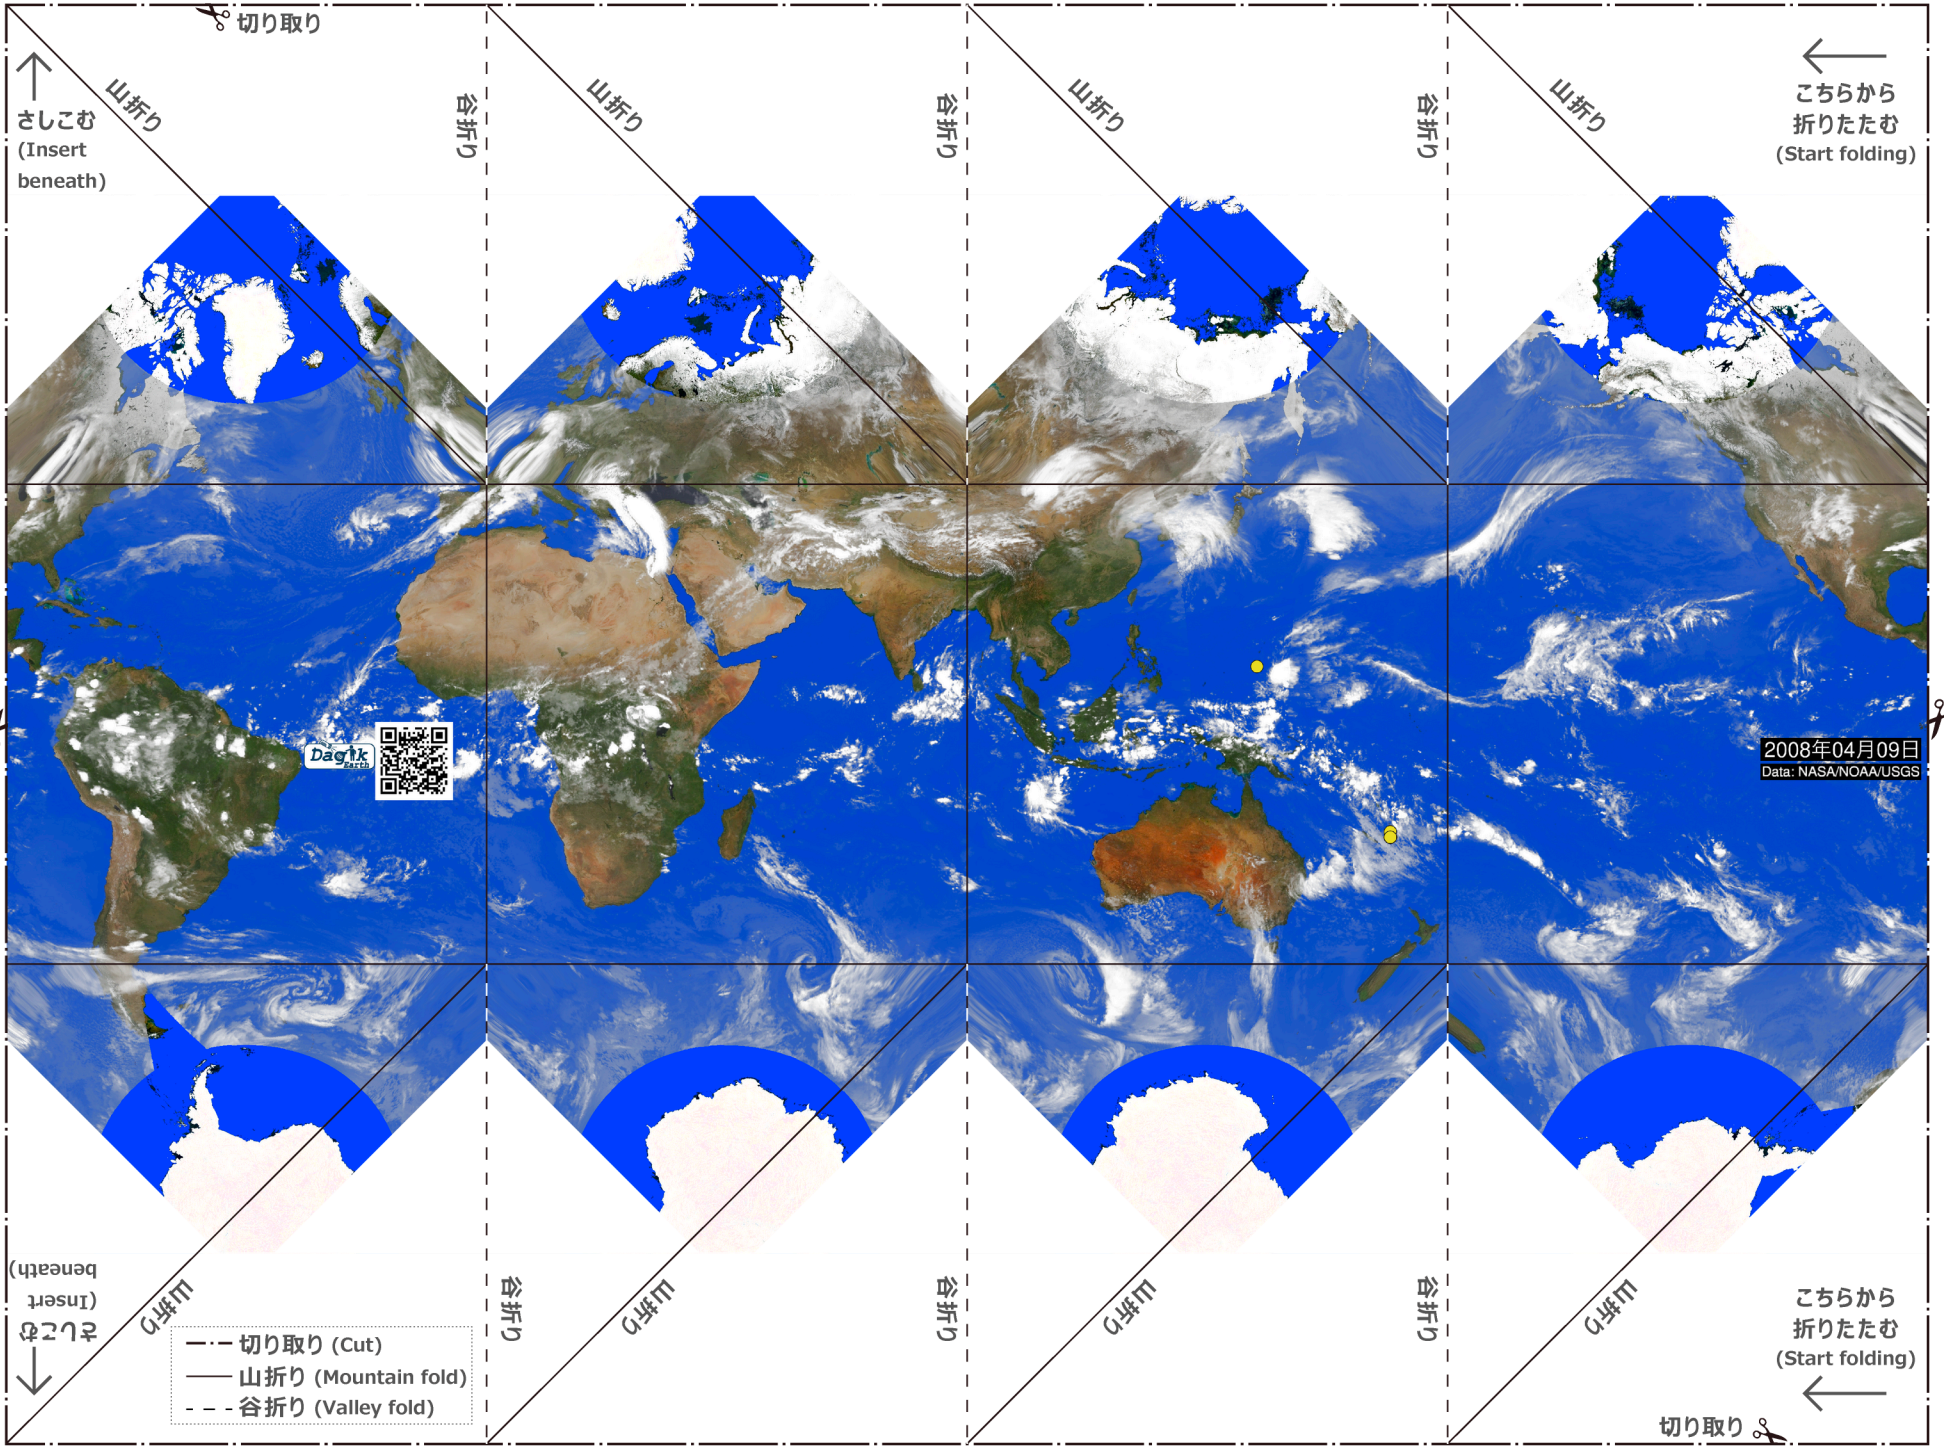 切り取り
山折り
谷折り
山折り
谷折り
山折り
谷折り
山折り
さしこむ
(Insert
beneath)
こちらから
折りたたむ
(Start folding)
Dagik
Earth
2008年04月09日
Data: NASA/NOAA/USGS
さしこむ
(Insert
beneath)
山折り
谷折り
山折り
谷折り
山折り
谷折り
山折り
こちらから
折りたたむ
(Start folding)
切り取り (Cut)
山折り (Mountain fold)
谷折り (Valley fold)
切り取り